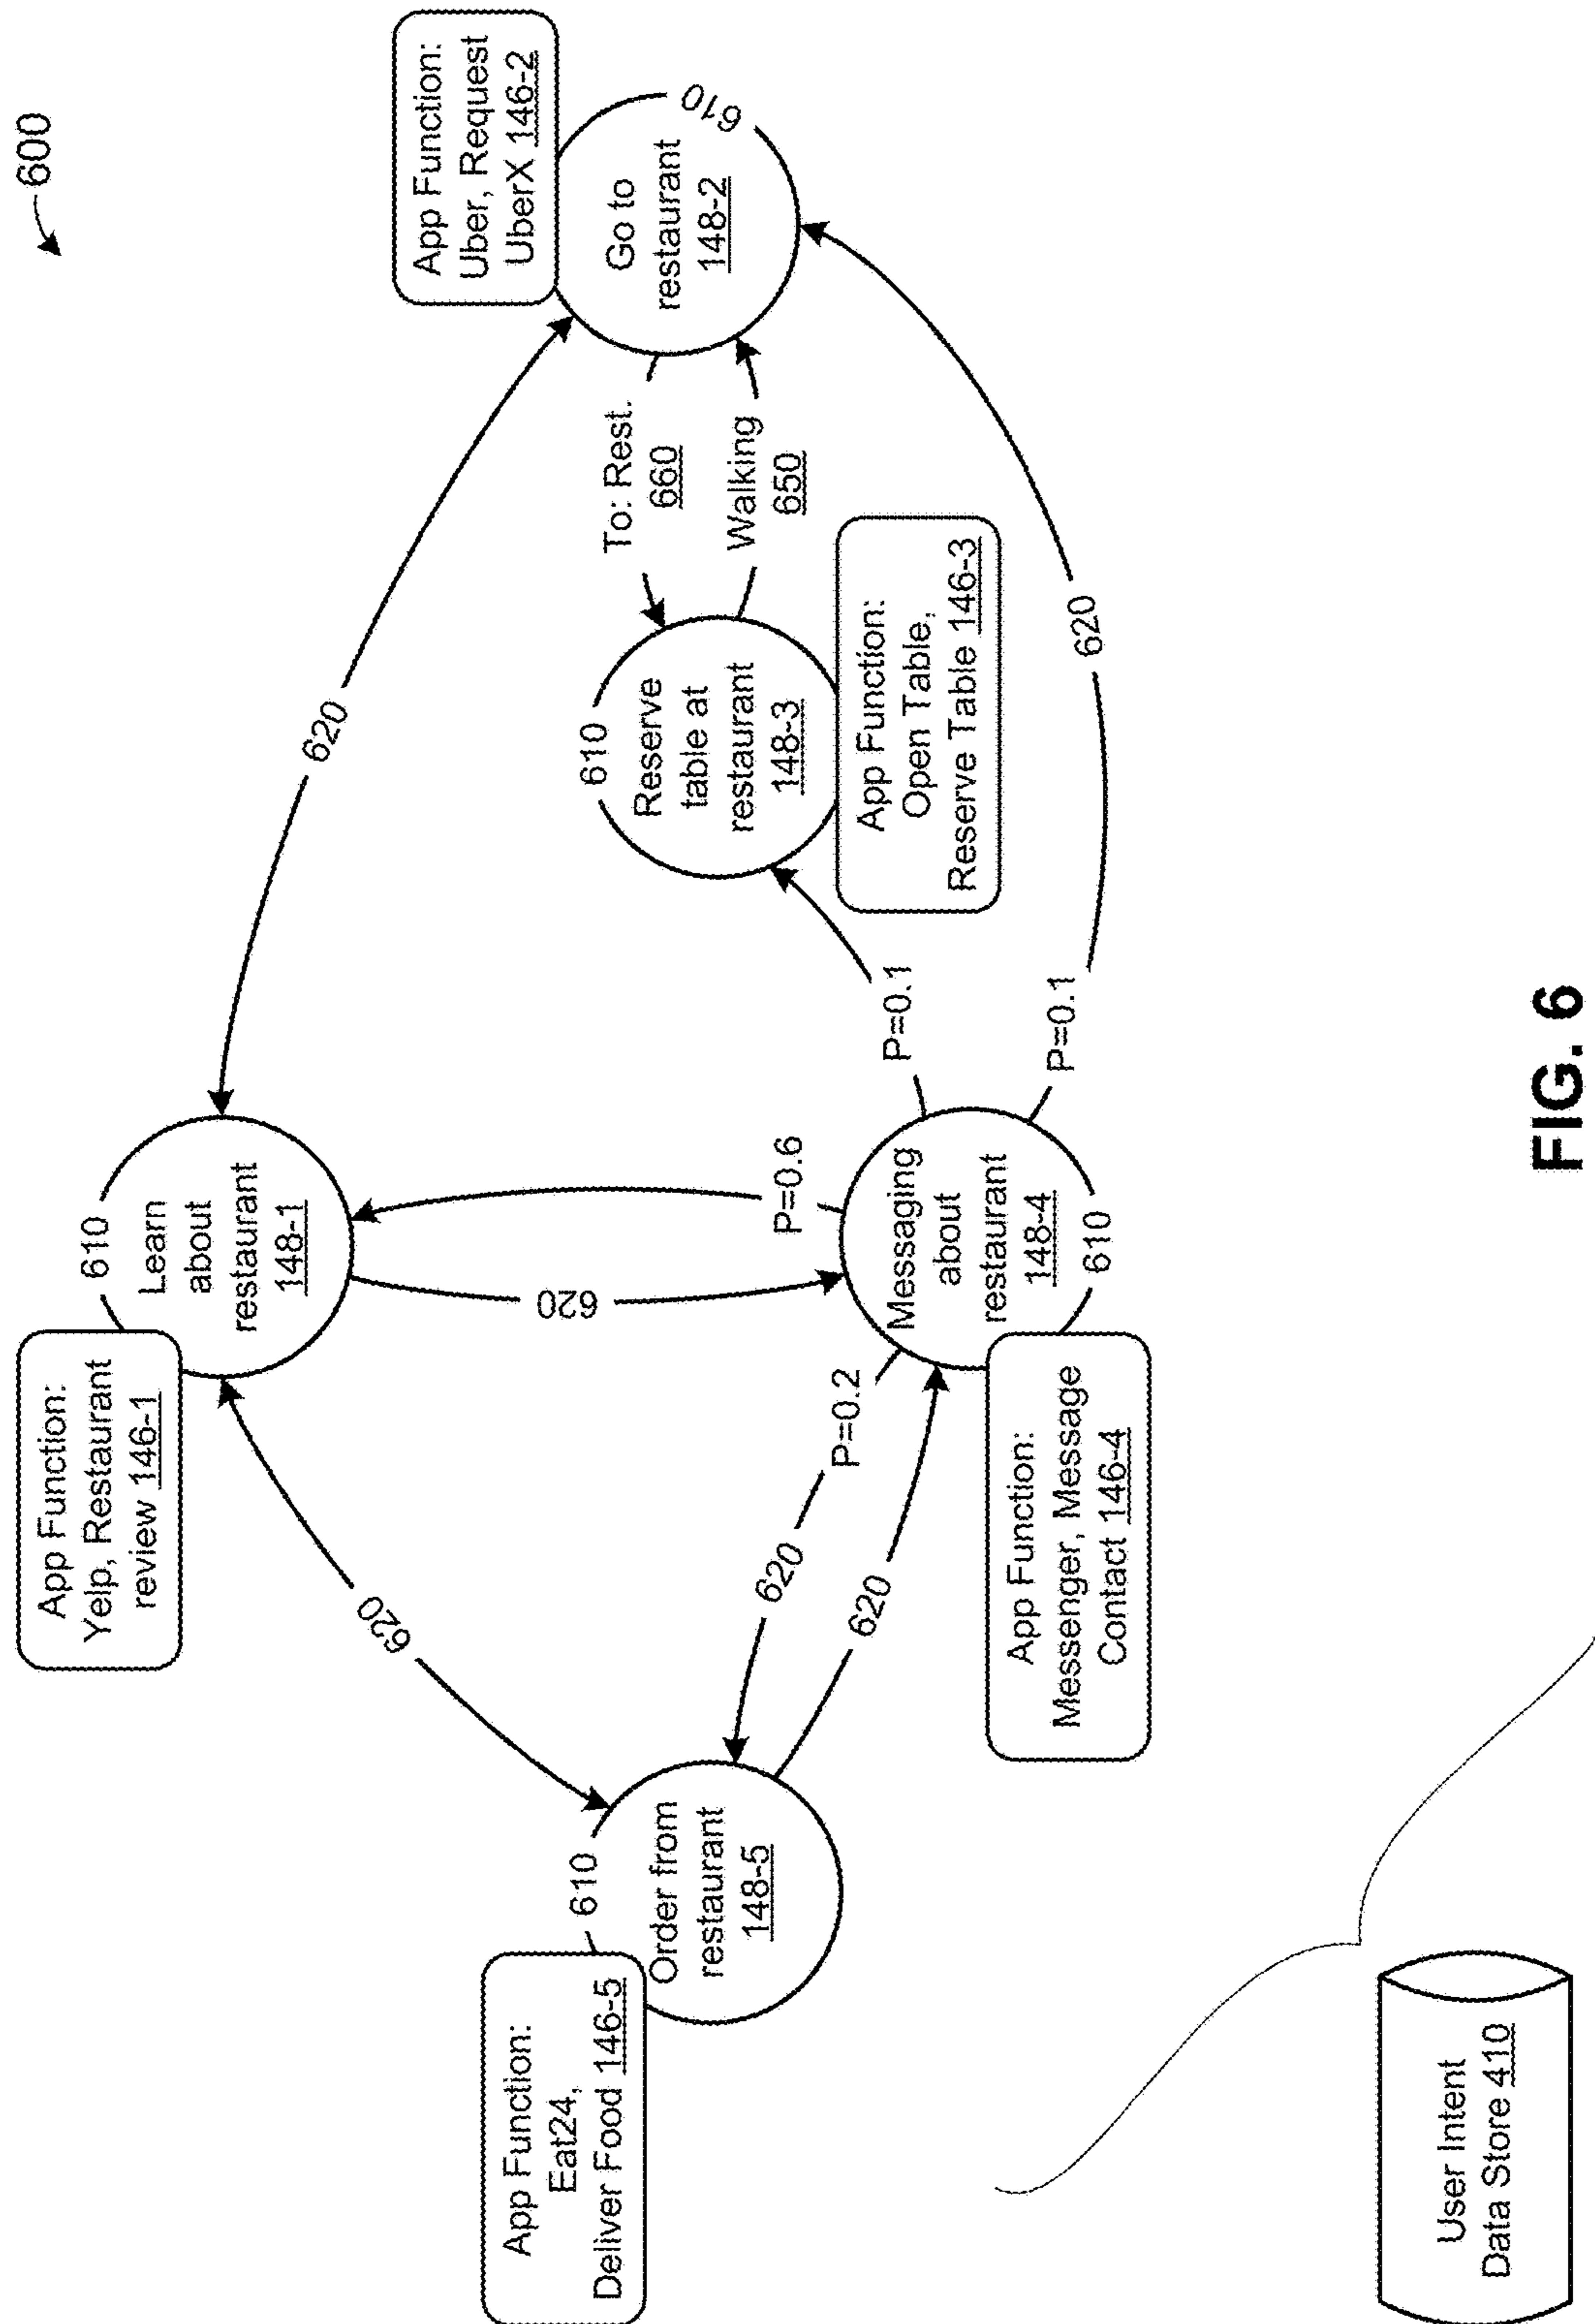 600
App Function:
Yelp, Restaurant
review 146-1
610
Learn about
restaurant
148-1
620
620
App Function:
Uber, Request
UberX 146-2
Go to
restaurant
148-2
610
App Function:
Eat24,
Deliver Food 146-5
610
Order from
restaurant
148-5
620
P=0.6
610
Reserve
table at
restaurant
148-3
To: Rest.
660
Walking
650
620
P=0.2
620
Messaging
about
restaurant
148-4
610
P=0.1
P=0.1
620
App Function:
Open Table,
Reserve Table 146-3
App Function:
Messenger, Message
Contact 146-4
User Intent
Data Store 410
FIG. 6